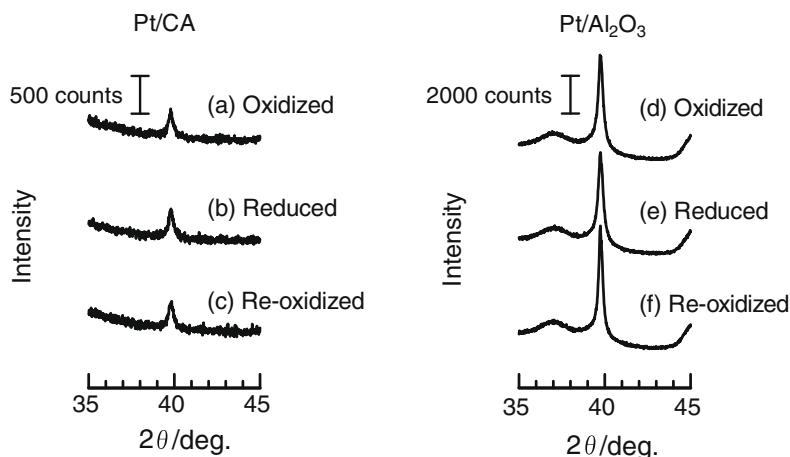 Pt/CA
500 counts
(a) Oxidized
(b) Reduced
(c) Re-oxidized
Intensity
35 40 45
2θ/deg.
Pt/Al₂O₃
2000 counts
(d) Oxidized
(e) Reduced
(f) Re-oxidized
Intensity
35 40 45
2θ/deg.